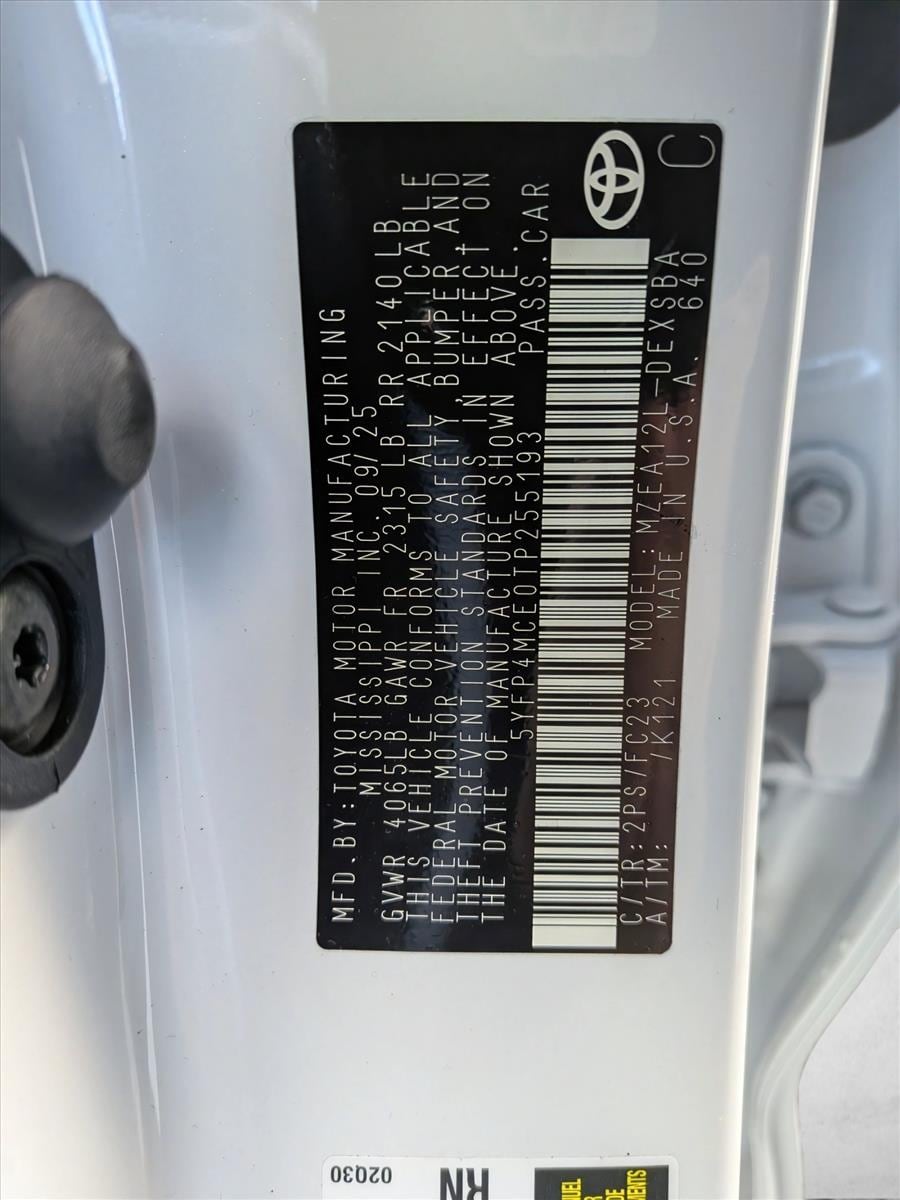 MFD.BY:TOYOTA MOTOR MANUFACTURING
MISSISSIPPI INC. 09/25
GVWR 4065LB GAWR FR 2315 LB RR 2140 LB
THIS VEHICLE CONFORMS TO ALL APPLICABLE
FEDERAL MOTOR VEHICLE SAFETY, BUMPER, AND
THEFT PREVENTION STANDARDS IN EFFECT ON
THE DATE OF MANUFACTURE SHOWN ABOVE.
5YFP4MCE0TP255193 PASS.CAR
C/TR:2PS/FC23 MODEL:MZEA12L-DEXSBA
A/TM: /K121 MADE IN U.S.A. 640
C
02Q30
RN